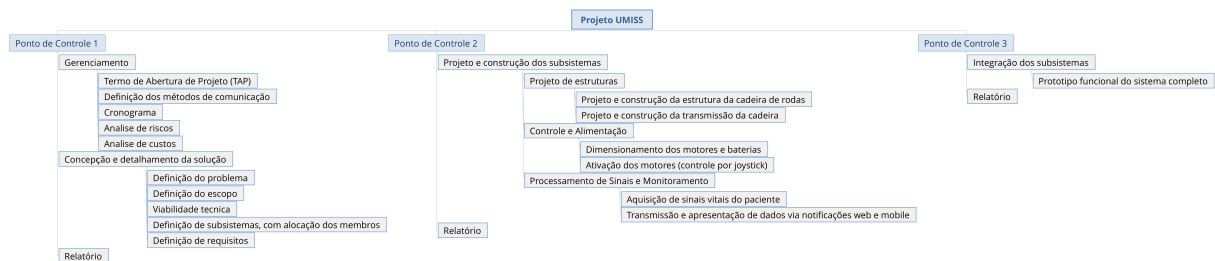 Projeto UMISS
Ponto de Controle 1
Gerenciamento
Termo de Abertura de Projeto (TAP)
Definição dos métodos de comunicação
Cronograma
Analise de riscos
Analise de custos
Concepção e detalhamento da solução
Definição do problema
Definição do escopo
Viabilidade tecnica
Definição de subsistemas, com alocação dos membros
Definição de requisitos
Relatório
Ponto de Controle 2
Projeto e construção dos subsistemas
Projeto de estruturas
Projeto e construção da estrutura da cadeira de rodas
Projeto e construção da transmissão da cadeira
Controle e Alimentação
Dimensionamento dos motores e baterias
Ativação dos motores (controle por joystick)
Processamento de Sinais e Monitoramento
Aquisição de sinais vitais do paciente
Transmissão e apresentação de dados via notificações web e mobile
Relatório
Ponto de Controle 3
Integração dos subsistemas
Prototipo funcional do sistema completo
Relatório